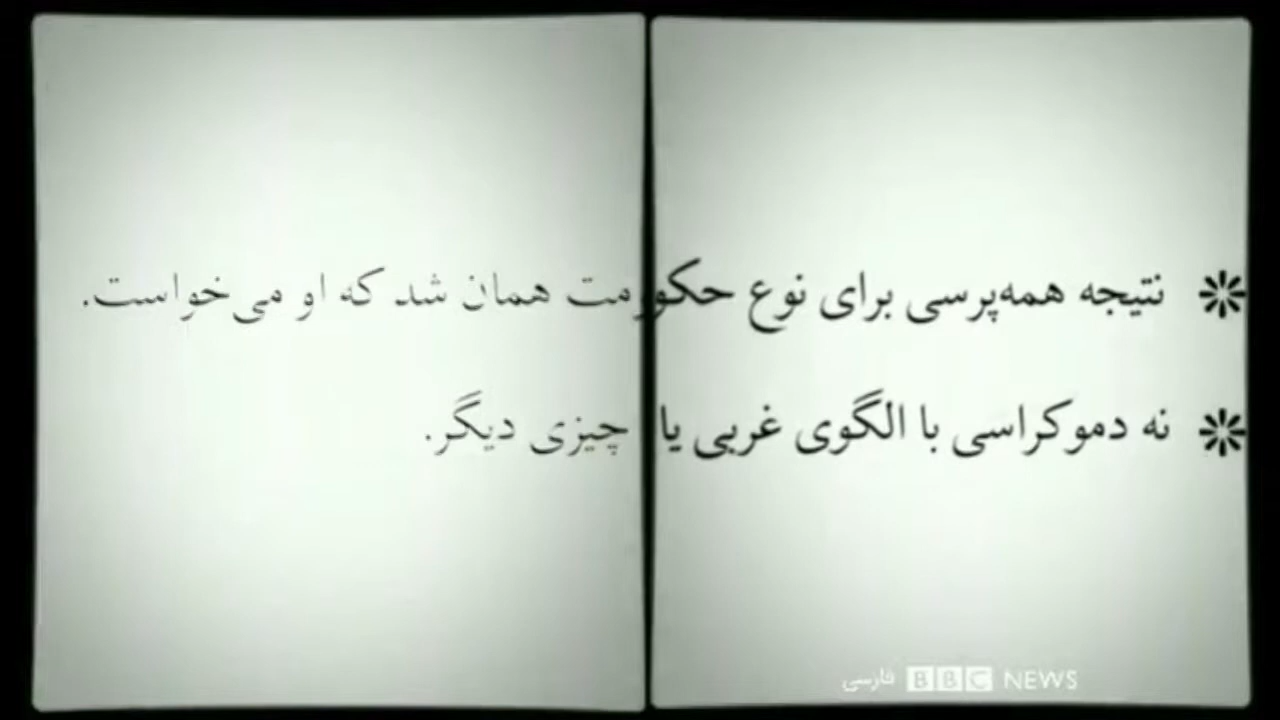 ❊ نتیجه همه‌پرسی برای نوع حکومت همان شد که او می‌خواست.
❊ نه دموکراسی با الگوی غربی یا چیزی دیگر.
BBC NEWS فارسی